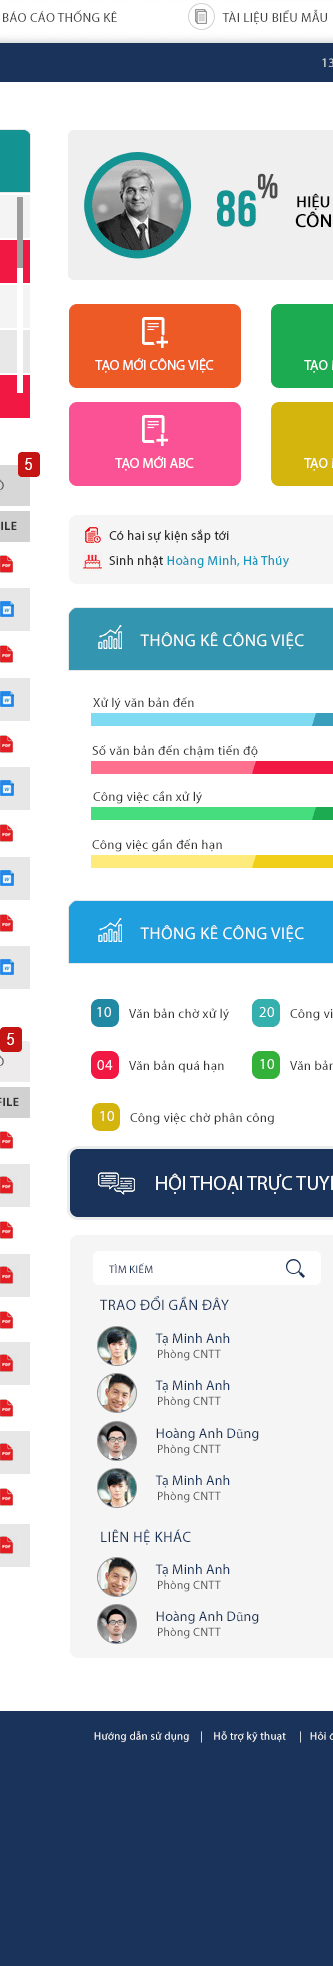 BÁO CÁO THỐNG KÊ
TÀI LIỆU BIỂU MẪU
13
86%
HIỆU
CÔN
TẠO MỚI CÔNG VIỆC
TẠO
TẠO MỚI ABC
TẠO
5
ILE
Có hai sự kiện sắp tới
Sinh nhật Hoàng Minh, Hà Thúy
THỐNG KÊ CÔNG VIỆC
Xử lý văn bản đến
Số văn bản đến chậm tiến độ
Công việc cần xử lý
Công việc gần đến hạn
THỐNG KÊ CÔNG VIỆC
10 Văn bản chờ xử lý
20 Công vi
5
04 Văn bản quá hạn
10 Văn bản
FILE
10 Công việc chờ phân công
HỘI THOẠI TRỰC TUY
TÌM KIẾM
TRAO ĐỔI GẦN ĐÂY
Tạ Minh Anh
Phòng CNTT
Tạ Minh Anh
Phòng CNTT
Hoàng Anh Dũng
Phòng CNTT
Tạ Minh Anh
Phòng CNTT
LIÊN HỆ KHÁC
Tạ Minh Anh
Phòng CNTT
Hoàng Anh Dũng
Phòng CNTT
Hướng dẫn sử dụng | Hỗ trợ kỹ thuật | Hỏi